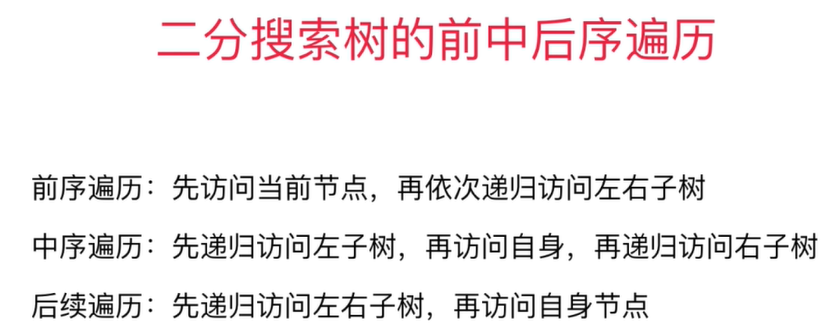 二分搜索树的前中后序遍历
前序遍历：先访问当前节点，再依次递归访问左右子树
中序遍历：先递归访问左子树，再访问自身，再递归访问右子树
后续遍历：先递归访问左右子树，再访问自身节点